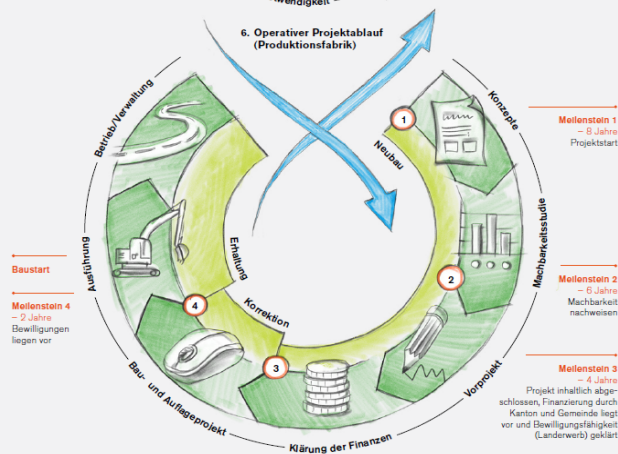 6. Operativer Projektablauf
(Produktionsfabrik)
Betrieb/Verwaltung
Konzepte
1
Neubau
Meilenstein 1
– 8 Jahre
Projektstart
Machbarkeitsstudie
Ausführung
Erhaltung
Baustart
2
Meilenstein 2
– 6 Jahre
Machbarkeit
nachweisen
Meilenstein 4
– 2 Jahre
Bewilligungen
liegen vor
4
Korrektion
3
Vorprojekt
Meilenstein 3
– 4 Jahre
Projekt inhaltlich abge-
schlossen, Finanzierung durch
Kanton und Gemeinde liegt
vor und Bewilligungsfähigkeit
(Landerwerb) geklärt
Bau- und Auflageprojekt
Klärung der Finanzen